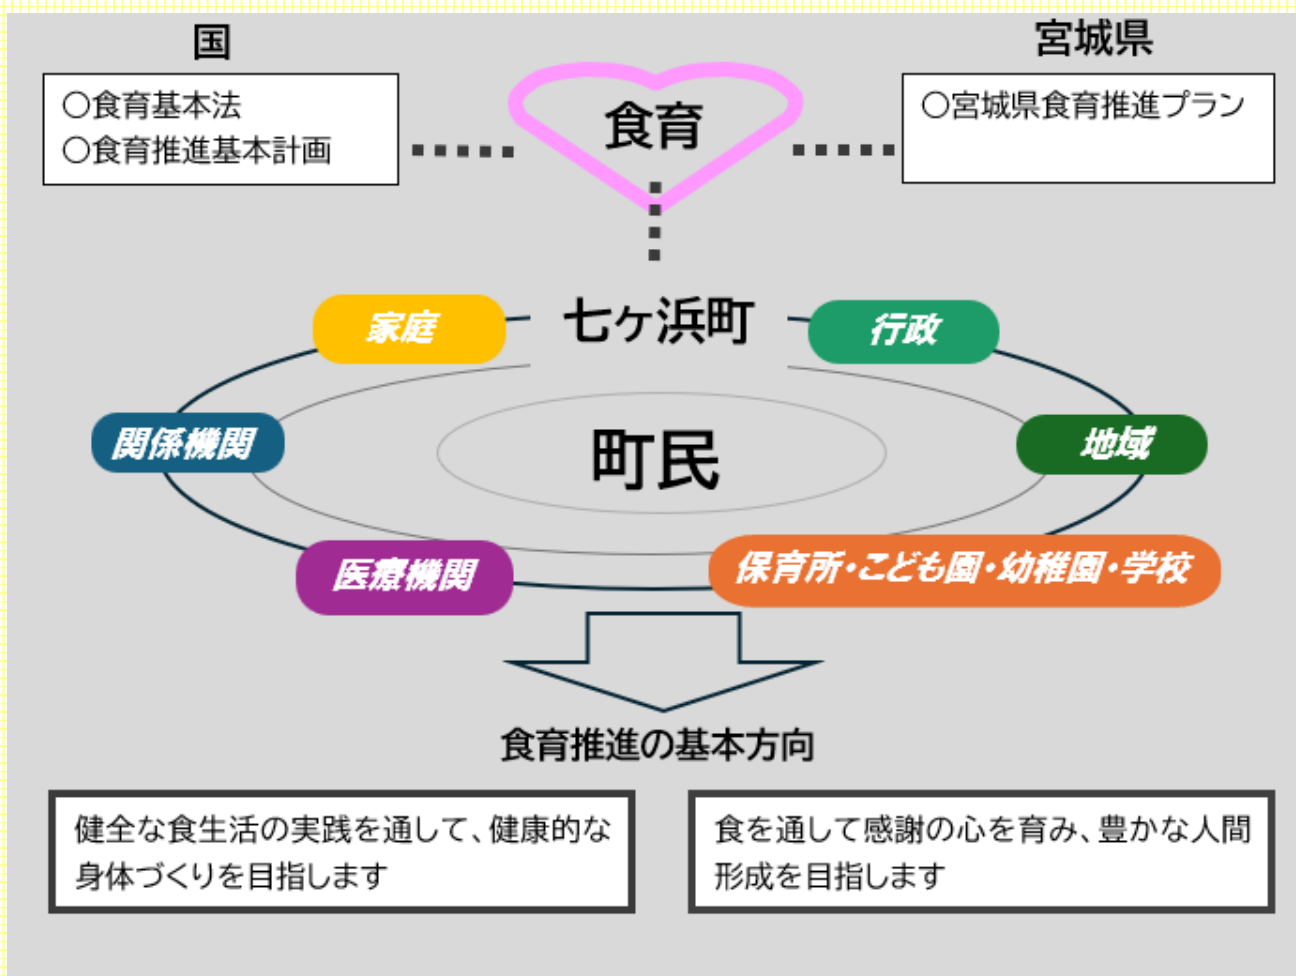 国
宮城県
〇食育基本法
〇食育推進基本計画
食育
〇宮城県食育推進プラン
七ヶ浜町
家庭
行政
関係機関
町民
地域
医療機関
保育所・こども園・幼稚園・学校
食育推進の基本方向
健全な食生活の実践を通して、健康的な
身体づくりを目指します
食を通して感謝の心を育み、豊かな人間
形成を目指します